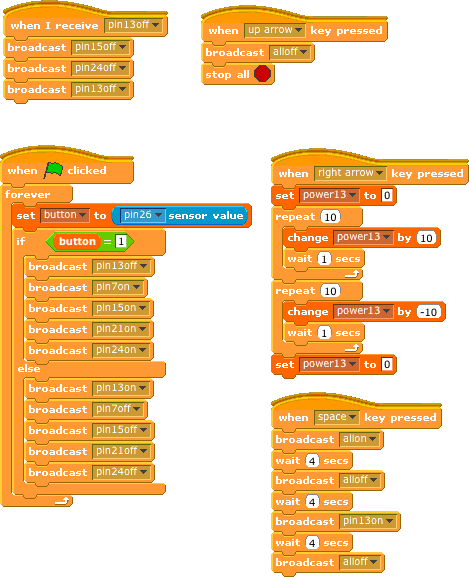 when I receive pin13off
broadcast pin15off
broadcast pin24off
broadcast pin13off
when up arrow key pressed
broadcast alloff
stop all
when clicked
forever
set button to pin26 sensor value
if button = 1
broadcast pin13off
broadcast pin7on
broadcast pin15on
broadcast pin21on
broadcast pin24on
else
broadcast pin13on
broadcast pin7off
broadcast pin15off
broadcast pin21off
broadcast pin24off
when right arrow key pressed
set power13 to 0
repeat 10
change power13 by 10
wait 1 secs
repeat 10
change power13 by -10
wait 1 secs
set power13 to 0
when space key pressed
broadcast allon
wait 4 secs
broadcast alloff
wait 4 secs
broadcast pin13on
wait 4 secs
broadcast alloff